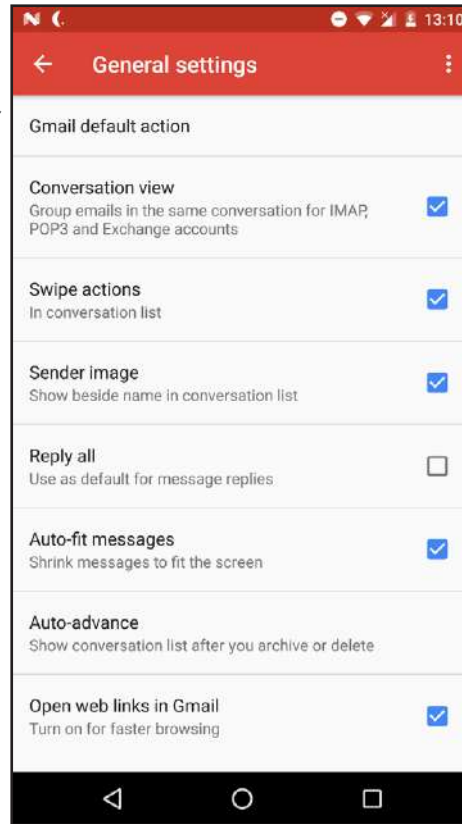 13:10
General settings
Gmail default action
Conversation view
Group emails in the same conversation for IMAP,
POP3 and Exchange accounts
Swipe actions
In conversation list
Sender image
Show beside name in conversation list
Reply all
Use as default for message replies
Auto-fit messages
Shrink messages to fit the screen
Auto-advance
Show conversation list after you archive or delete
Open web links in Gmail
Turn on for faster browsing